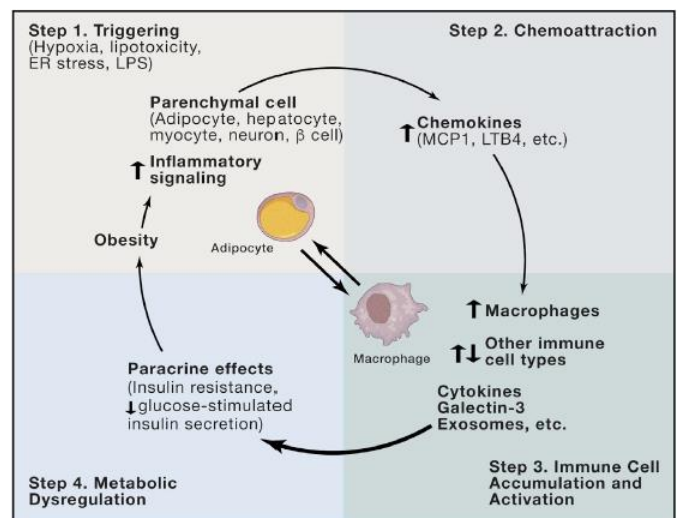 Step 1. Triggering
(Hypoxia, lipotoxicity,
ER stress, LPS)
Step 2. Chemoattraction
Parenchymal cell
(Adipocyte, hepatocyte,
myocyte, neuron, β cell)
↑ Inflammatory
signaling
↑ Chemokines
(MCP1, LTB4, etc.)
Obesity
Adipocyte
↑ Macrophages
↑↓ Other immune
cell types
Macrophage
Cytokines
Galectin-3
Exosomes, etc.
Paracrine effects
(Insulin resistance,
↓glucose-stimulated
insulin secretion)
Step 3. Immune Cell
Accumulation and
Activation
Step 4. Metabolic
Dysregulation